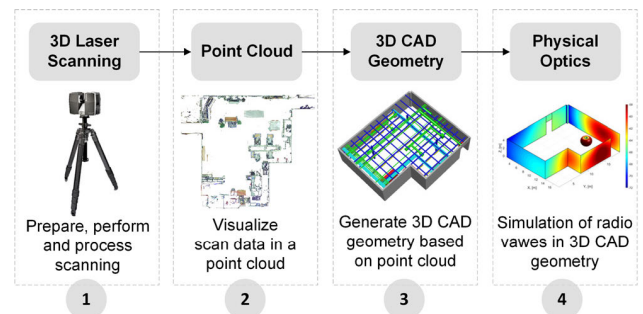 3D Laser
Scanning
Point Cloud
3D CAD
Geometry
Physical
Optics
Prepare, perform
and process
scanning
Visualize
scan data in a
point cloud
Generate 3D CAD
geometry based
on point cloud
Simulation of radio
vawes in 3D CAD
geometry
1
2
3
4